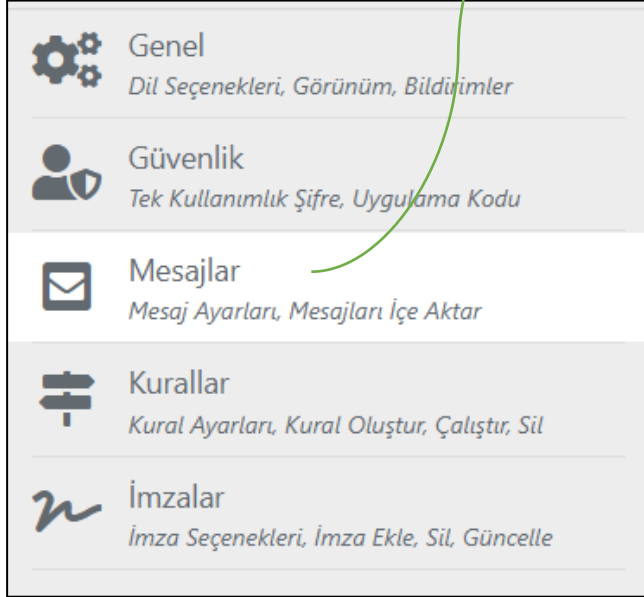 Genel
Dil Seçenekleri, Görünüm, Bildirimler
Güvenlik
Tek Kullanımlık Şifre, Uygulama Kodu
Mesajlar
Mesaj Ayarları, Mesajları İçe Aktar
Kurallar
Kural Ayarları, Kural Oluştur, Çalıştır, Sil
İmzalar
İmza Seçenekleri, İmza Ekle, Sil, Güncelle